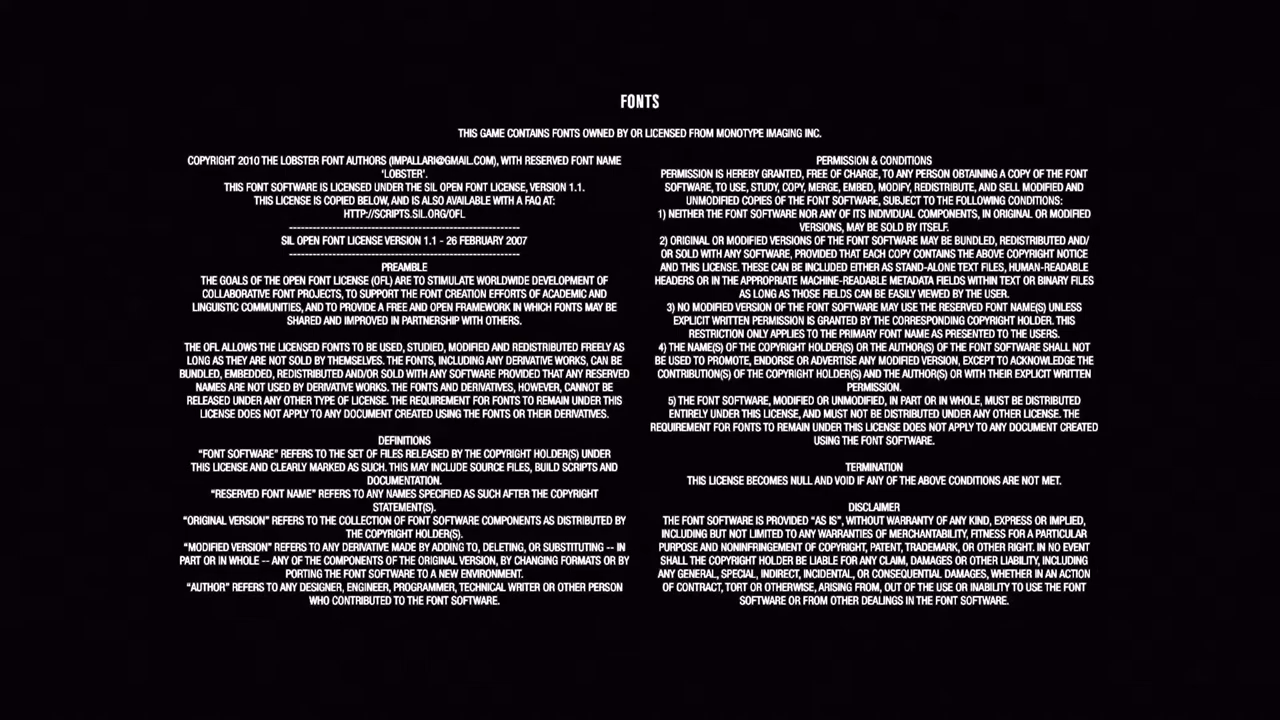 FONTS
THIS GAME CONTAINS FONTS OWNED BY OR LICENSED FROM MONOTYPE IMAGING INC.
COPYRIGHT 2010 THE LOBSTER FONT AUTHORS (IMPALLARI@GMAIL.COM), WITH RESERVED FONT NAME
'LOBSTER'.
THIS FONT SOFTWARE IS LICENSED UNDER THE SIL OPEN FONT LICENSE, VERSION 1.1.
THIS LICENSE IS COPIED BELOW, AND IS ALSO AVAILABLE WITH A FAQ AT:
HTTP://SCRIPTS.SIL.ORG/OFL
-----------------------------------------------------------
SIL OPEN FONT LICENSE VERSION 1.1 - 26 FEBRUARY 2007
-----------------------------------------------------------
PREAMBLE
THE GOALS OF THE OPEN FONT LICENSE (OFL) ARE TO STIMULATE WORLDWIDE DEVELOPMENT OF
COLLABORATIVE FONT PROJECTS, TO SUPPORT THE FONT CREATION EFFORTS OF ACADEMIC AND
LINGUISTIC COMMUNITIES, AND TO PROVIDE A FREE AND OPEN FRAMEWORK IN WHICH FONTS MAY BE
SHARED AND IMPROVED IN PARTNERSHIP WITH OTHERS.
THE OFL ALLOWS THE LICENSED FONTS TO BE USED, STUDIED, MODIFIED AND REDISTRIBUTED FREELY AS
LONG AS THEY ARE NOT SOLD BY THEMSELVES. THE FONTS, INCLUDING ANY DERIVATIVE WORKS, CAN BE
BUNDLED, EMBEDDED, REDISTRIBUTED AND/OR SOLD WITH ANY SOFTWARE PROVIDED THAT ANY RESERVED
NAMES ARE NOT USED BY DERIVATIVE WORKS. THE FONTS AND DERIVATIVES, HOWEVER, CANNOT BE
RELEASED UNDER ANY OTHER TYPE OF LICENSE. THE REQUIREMENT FOR FONTS TO REMAIN UNDER THIS
LICENSE DOES NOT APPLY TO ANY DOCUMENT CREATED USING THE FONTS OR THEIR DERIVATIVES.
DEFINITIONS
"FONT SOFTWARE" REFERS TO THE SET OF FILES RELEASED BY THE COPYRIGHT HOLDER(S) UNDER
THIS LICENSE AND CLEARLY MARKED AS SUCH. THIS MAY INCLUDE SOURCE FILES, BUILD SCRIPTS AND
DOCUMENTATION.
"RESERVED FONT NAME" REFERS TO ANY NAMES SPECIFIED AS SUCH AFTER THE COPYRIGHT
STATEMENT(S).
"ORIGINAL VERSION" REFERS TO THE COLLECTION OF FONT SOFTWARE COMPONENTS AS DISTRIBUTED BY
THE COPYRIGHT HOLDER(S).
"MODIFIED VERSION" REFERS TO ANY DERIVATIVE MADE BY ADDING TO, DELETING, OR SUBSTITUTING -- IN
PART OR IN WHOLE -- ANY OF THE COMPONENTS OF THE ORIGINAL VERSION, BY CHANGING FORMATS OR BY
PORTING THE FONT SOFTWARE TO A NEW ENVIRONMENT.
"AUTHOR" REFERS TO ANY DESIGNER, ENGINEER, PROGRAMMER, TECHNICAL WRITER OR OTHER PERSON
WHO CONTRIBUTED TO THE FONT SOFTWARE.
PERMISSION & CONDITIONS
PERMISSION IS HEREBY GRANTED, FREE OF CHARGE, TO ANY PERSON OBTAINING A COPY OF THE FONT
SOFTWARE, TO USE, STUDY, COPY, MERGE, EMBED, MODIFY, REDISTRIBUTE, AND SELL MODIFIED AND
UNMODIFIED COPIES OF THE FONT SOFTWARE, SUBJECT TO THE FOLLOWING CONDITIONS:
1) NEITHER THE FONT SOFTWARE NOR ANY OF ITS INDIVIDUAL COMPONENTS, IN ORIGINAL OR MODIFIED
VERSIONS, MAY BE SOLD BY ITSELF.
2) ORIGINAL OR MODIFIED VERSIONS OF THE FONT SOFTWARE MAY BE BUNDLED, REDISTRIBUTED AND/
OR SOLD WITH ANY SOFTWARE, PROVIDED THAT EACH COPY CONTAINS THE ABOVE COPYRIGHT NOTICE
AND THIS LICENSE. THESE CAN BE INCLUDED EITHER AS STAND-ALONE TEXT FILES, HUMAN-READABLE
HEADERS OR IN THE APPROPRIATE MACHINE-READABLE METADATA FIELDS WITHIN TEXT OR BINARY FILES
AS LONG AS THOSE FIELDS CAN BE EASILY VIEWED BY THE USER.
3) NO MODIFIED VERSION OF THE FONT SOFTWARE MAY USE THE RESERVED FONT NAME(S) UNLESS
EXPLICIT WRITTEN PERMISSION IS GRANTED BY THE CORRESPONDING COPYRIGHT HOLDER. THIS
RESTRICTION ONLY APPLIES TO THE PRIMARY FONT NAME AS PRESENTED TO THE USERS.
4) THE NAME(S) OF THE COPYRIGHT HOLDER(S) OR THE AUTHOR(S) OF THE FONT SOFTWARE SHALL NOT
BE USED TO PROMOTE, ENDORSE OR ADVERTISE ANY MODIFIED VERSION, EXCEPT TO ACKNOWLEDGE THE
CONTRIBUTION(S) OF THE COPYRIGHT HOLDER(S) AND THE AUTHOR(S) OR WITH THEIR EXPLICIT WRITTEN
PERMISSION.
5) THE FONT SOFTWARE, MODIFIED OR UNMODIFIED, IN PART OR IN WHOLE, MUST BE DISTRIBUTED
ENTIRELY UNDER THIS LICENSE, AND MUST NOT BE DISTRIBUTED UNDER ANY OTHER LICENSE. THE
REQUIREMENT FOR FONTS TO REMAIN UNDER THIS LICENSE DOES NOT APPLY TO ANY DOCUMENT CREATED
USING THE FONT SOFTWARE.
TERMINATION
THIS LICENSE BECOMES NULL AND VOID IF ANY OF THE ABOVE CONDITIONS ARE NOT MET.
DISCLAIMER
THE FONT SOFTWARE IS PROVIDED "AS IS", WITHOUT WARRANTY OF ANY KIND, EXPRESS OR IMPLIED,
INCLUDING BUT NOT LIMITED TO ANY WARRANTIES OF MERCHANTABILITY, FITNESS FOR A PARTICULAR
PURPOSE AND NONINFRINGEMENT OF COPYRIGHT, PATENT, TRADEMARK, OR OTHER RIGHT. IN NO EVENT
SHALL THE COPYRIGHT HOLDER BE LIABLE FOR ANY CLAIM, DAMAGES OR OTHER LIABILITY, INCLUDING
ANY GENERAL, SPECIAL, INDIRECT, INCIDENTAL, OR CONSEQUENTIAL DAMAGES, WHETHER IN AN ACTION
OF CONTRACT, TORT OR OTHERWISE, ARISING FROM, OUT OF THE USE OR INABILITY TO USE THE FONT
SOFTWARE OR FROM OTHER DEALINGS IN THE FONT SOFTWARE.